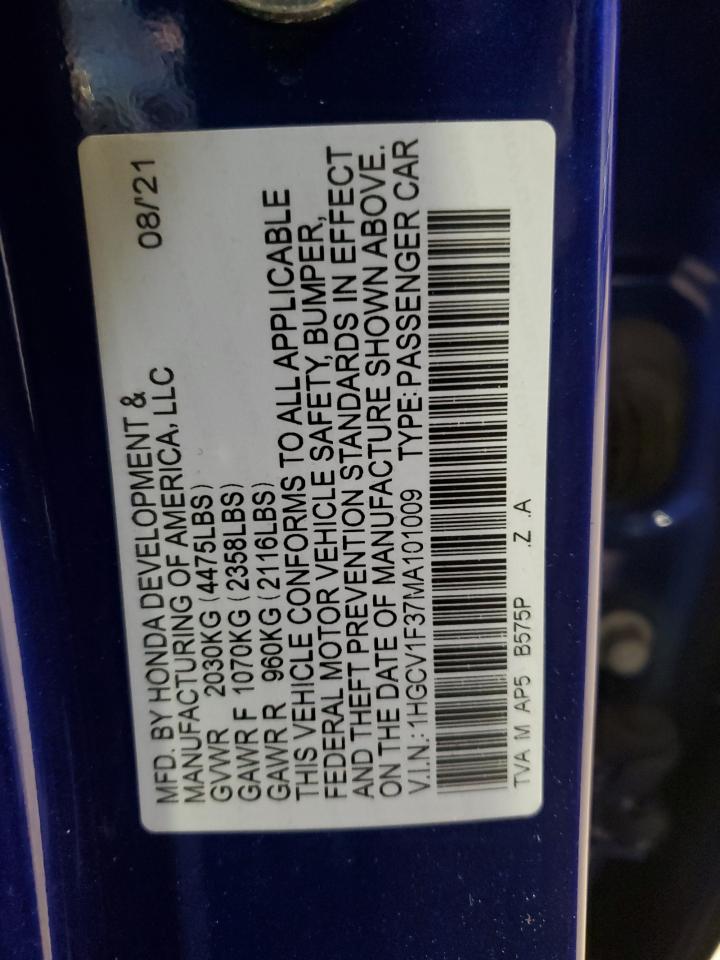 MFD. BY HONDA DEVELOPMENT & 08/'21
MANUFACTURING OF AMERICA, LLC
GVWR 2030KG (4475LBS)
GAWR F 1070KG (2358LBS)
GAWR R 960KG (2116LBS)
THIS VEHICLE CONFORMS TO ALL APPLICABLE
FEDERAL MOTOR VEHICLE SAFETY, BUMPER,
AND THEFT PREVENTION STANDARDS IN EFFECT
ON THE DATE OF MANUFACTURE SHOWN ABOVE.
V.I.N.: 1HGCV1F37MA101009 TYPE: PASSENGER CAR
TVA M AP5 B575P .Z .A